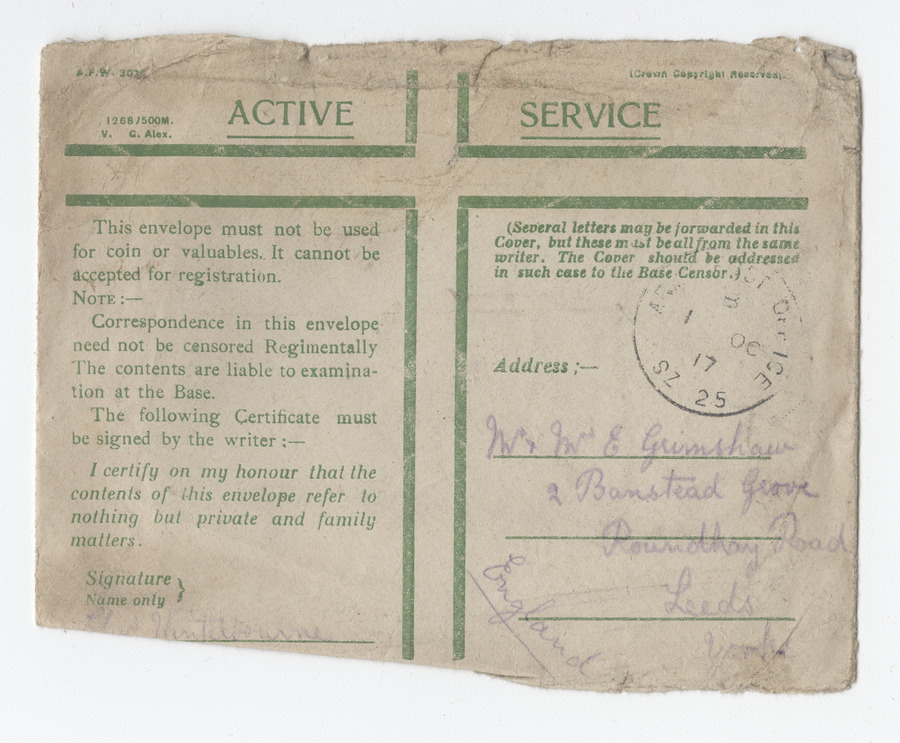 A.F.W. 307
(Crown Copyright Reserved).
1268/500M.
V. G. Alex.
ACTIVE SERVICE
This envelope must not be used
for coin or valuables. It cannot be
accepted for registration.
NOTE :—
Correspondence in this envelope
need not be censored Regimentally
The contents are liable to examina-
tion at the Base.
The following Certificate must
be signed by the writer :—
I certify on my honour that the
contents of this envelope refer to
nothing but private and family
matters.
Signature }
Name only
Winterbourne
(Several letters may be forwarded in this
Cover, but these must be all from the same
writer. The Cover should be addressed
in such case to the Base Censor.)
OFFICE
1
OC
17
SZ 25
Address :—
Mr & Mrs E Grimshaw
2 Banstead Grove
Roundhay Road
Leeds
Yorks
England